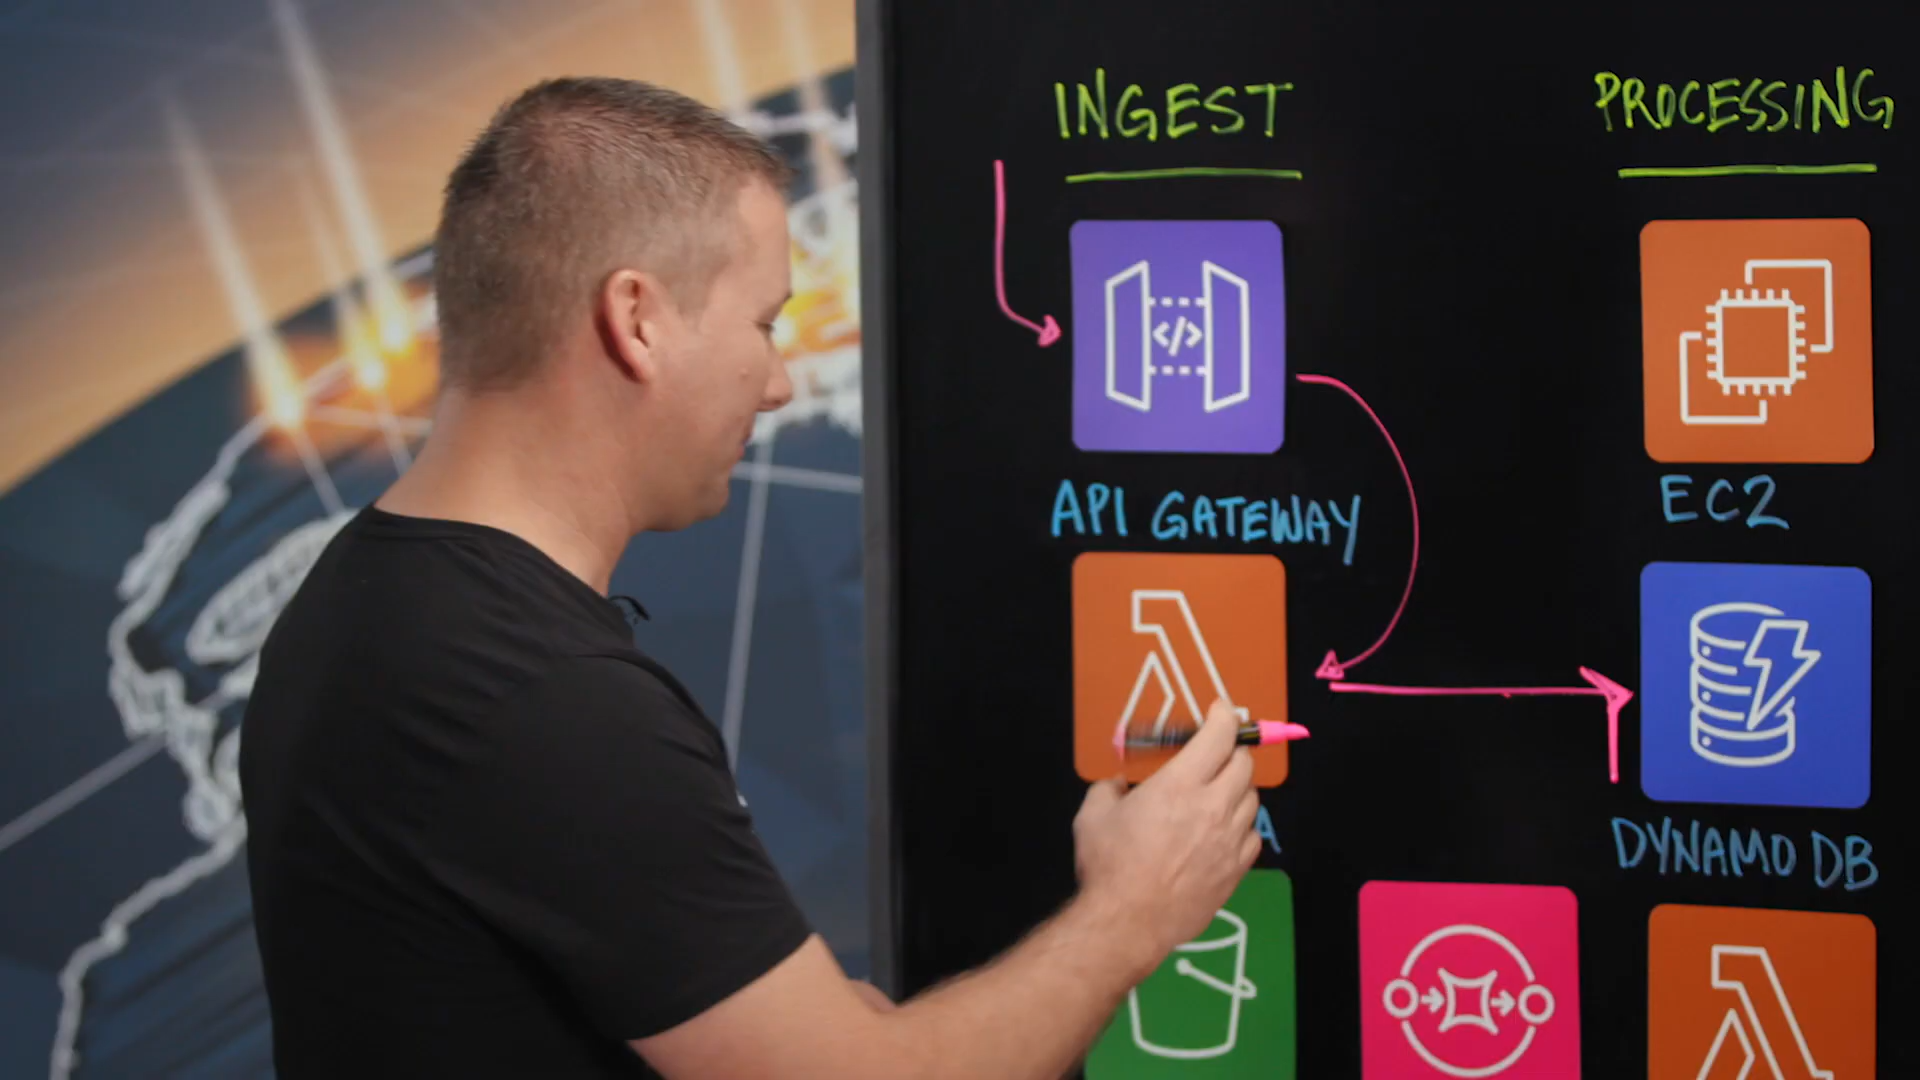 INGEST
PROCESSING
</>
API GATEWAY
EC2
A
DYNAMO DB